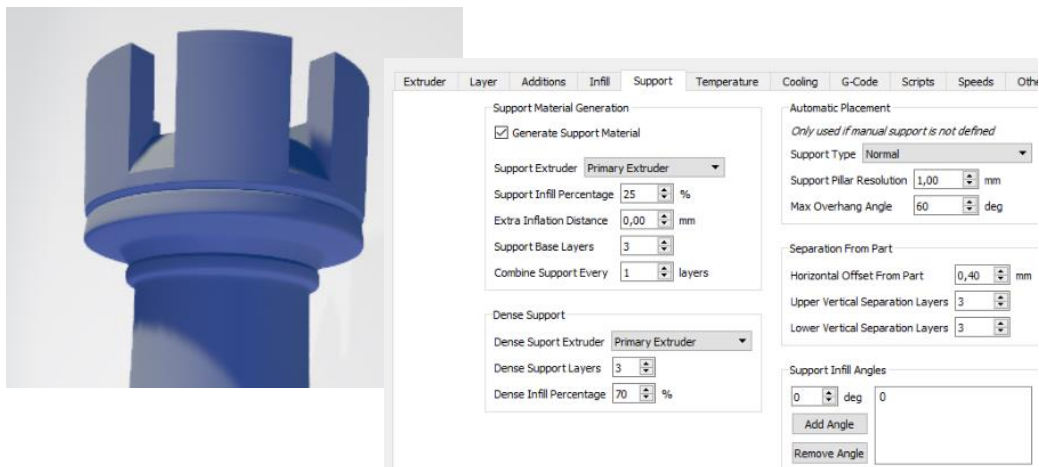 Extruder Layer Additions Infill Support Temperature Cooling G-Code Scripts Speeds Othe
Support Material Generation
Generate Support Material
Support Extruder Primary Extruder
Support Infill Percentage 25 %
Extra Inflation Distance 0,00 mm
Support Base Layers 3
Combine Support Every 1 layers
Dense Support
Dense Suport Extruder Primary Extruder
Dense Support Layers 3
Dense Infill Percentage 70 %
Automatic Placement
Only used if manual support is not defined
Support Type Normal
Support Pillar Resolution 1,00 mm
Max Overhang Angle 60 deg
Separation From Part
Horizontal Offset From Part 0,40 mm
Upper Vertical Separation Layers 3
Lower Vertical Separation Layers 3
Support Infill Angles
0 deg 0
Add Angle
Remove Angle